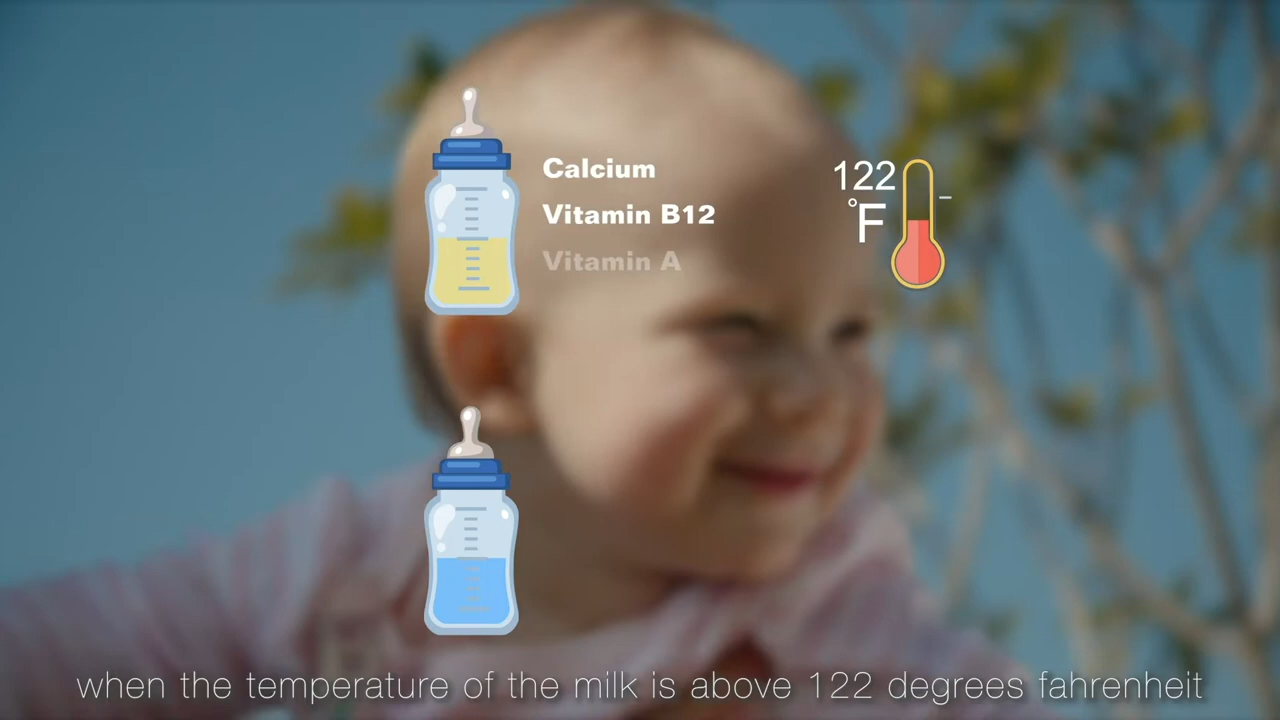 Calcium
Vitamin B12
Vitamin A
122
°F
when the temperature of the milk is above 122 degrees fahrenheit